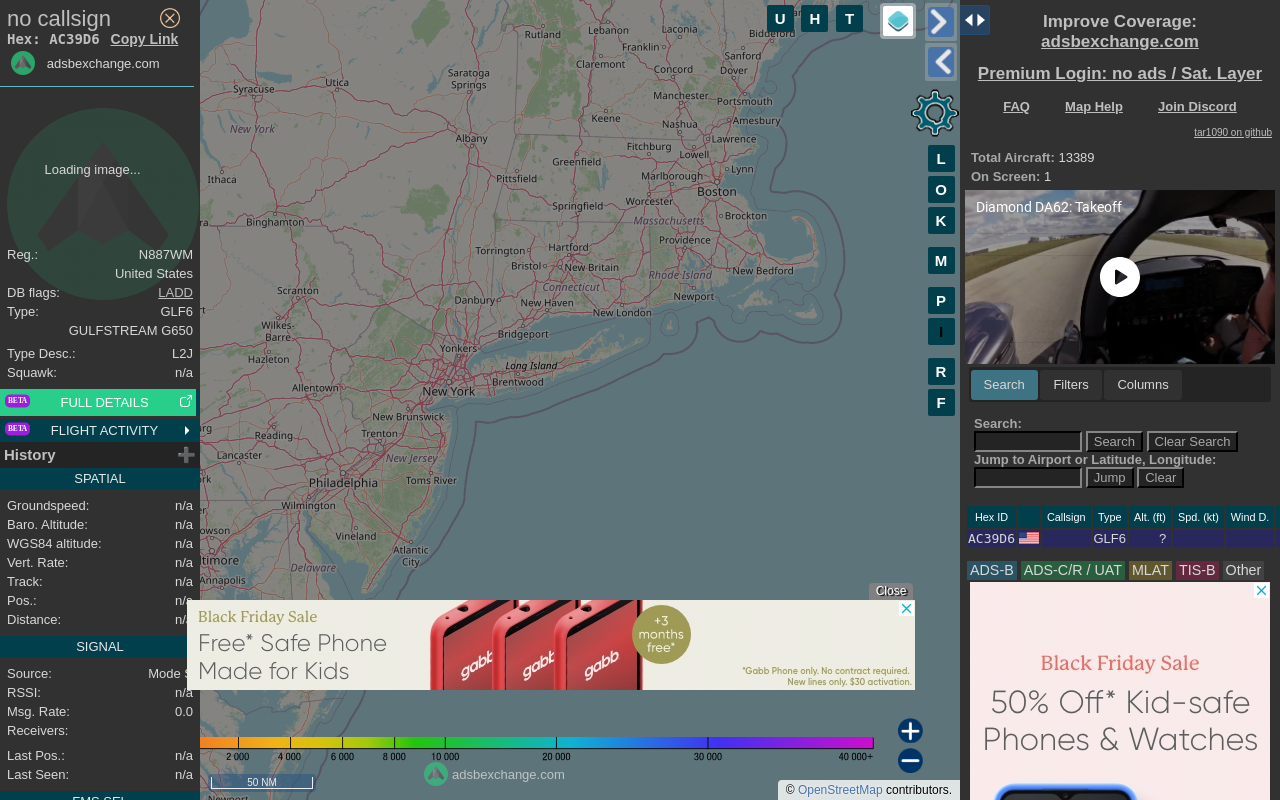 no callsign
Hex: AC39D6 Copy Link
adsbexchange.com
Loading image...
Reg.: N887WM
United States
DB flags: LADD
Type: GLF6
GULFSTREAM G650
Type Desc.: L2J
Squawk: n/a
BETA FULL DETAILS
BETA FLIGHT ACTIVITY
History
SPATIAL
Groundspeed: n/a
Baro. Altitude: n/a
WGS84 altitude: n/a
Vert. Rate: n/a
Track: n/a
Pos.: n/a
Distance: n/a
SIGNAL
Source: Mode S
RSSI: n/a
Msg. Rate: 0.0
Receivers:
Last Pos.: n/a
Last Seen: n/a
U H T
L
O
K
M
P
I
R
F
Rutland
Lebanon
Laconia
Biddeford
Franklin
Claremont
Sanford
Concord
Dover
Saratoga
Springs
Utica
Syracuse
Manchester
Portsmouth
Keene
Amesbury
Nashua
New York
Albany
Lawrence
Fitchburg
Lowell
Greenfield
Lynn
Ithaca
Pittsfield
Marlborough
Boston
Worcester
Springfield
Massachusetts
Brockton
Binghamton
Hartford
Providence
Torrington
Bristol
New Britain
Rhode Island
New Bedford
Connecticut
Scranton
Danbury
New Haven
Newport
New London
Wilkes-
Barre
Bridgeport
Yonkers
Hazleton
Long Island
Allentown
Brentwood
New York
New Brunswick
Reading
Trenton
Lancaster
New Jersey
Philadelphia
Toms River
Wilmington
Vineland
Atlantic
City
Annapolis
Delaware
Close
Black Friday Sale
Free* Safe Phone
Made for Kids
gabb
gabb
gabb
+3
months
free*
*Gabb Phone only. No contract required.
New lines only. $30 activation.
2 000 4 000 6 000 8 000 10 000 20 000 30 000 40 000+
adsbexchange.com
50 NM
© OpenStreetMap contributors.
Improve Coverage:
adsbexchange.com
Premium Login: no ads / Sat. Layer
FAQ Map Help Join Discord
tar1090 on github
Total Aircraft: 13389
On Screen: 1
Diamond DA62: Takeoff
Search Filters Columns
Search:
Search Clear Search
Jump to Airport or Latitude, Longitude:
Jump Clear
Hex ID Callsign Type Alt. (ft) Spd. (kt) Wind D.
AC39D6 GLF6 ?
ADS-B ADS-C/R / UAT MLAT TIS-B Other
Black Friday Sale
50% Off* Kid-safe
Phones & Watches